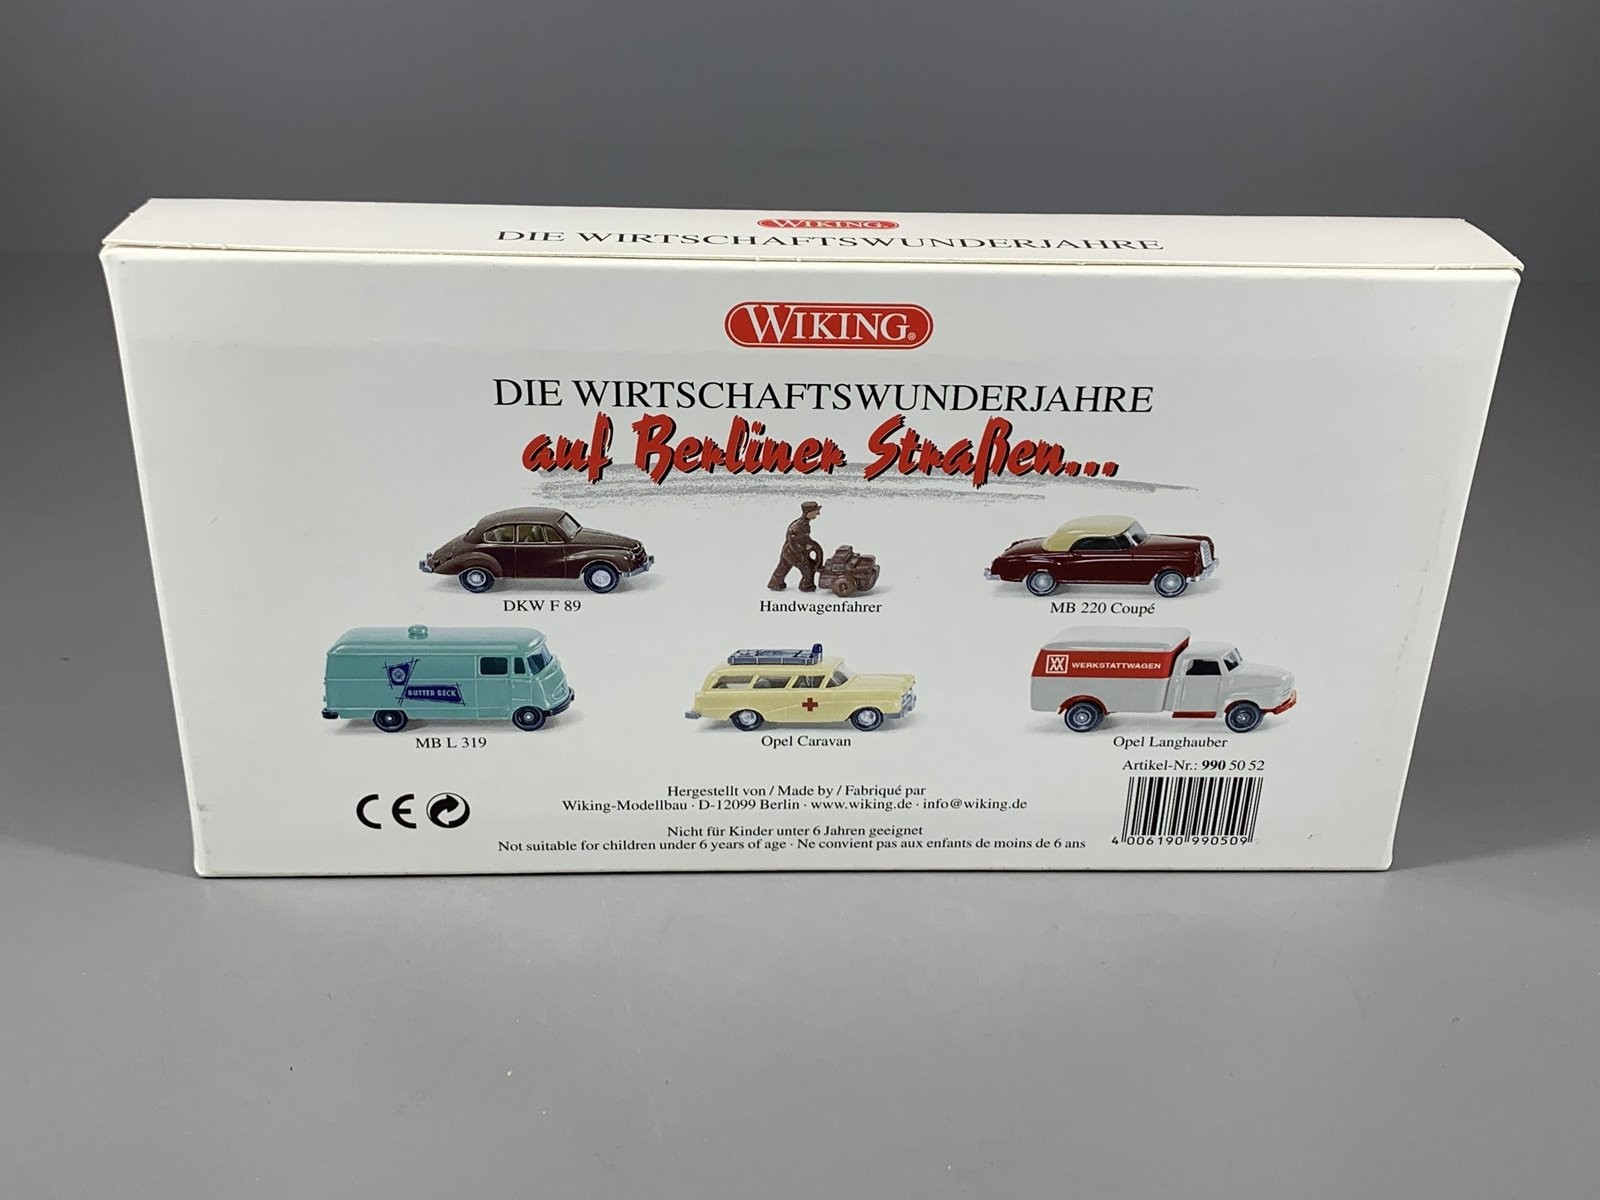 WIKING®
DIE WIRTSCHAFTSWUNDERJAHRE
WIKING®
DIE WIRTSCHAFTSWUNDERJAHRE
auf Berliner Straßen...
DKW F 89
Handwagenfahrer
MB 220 Coupé
BUTTER BECK
WERKSTATTWAGEN
MB L 319
Opel Caravan
Opel Langhauber
Artikel-Nr.: 990 50 52
CE
Hergestellt von / Made by / Fabriqué par
Wiking-Modellbau · D-12099 Berlin · www.wiking.de · info@wiking.de
Nicht für Kinder unter 6 Jahren geeignet
Not suitable for children under 6 years of age · Ne convient pas aux enfants de moins de 6 ans
4 006190 990509